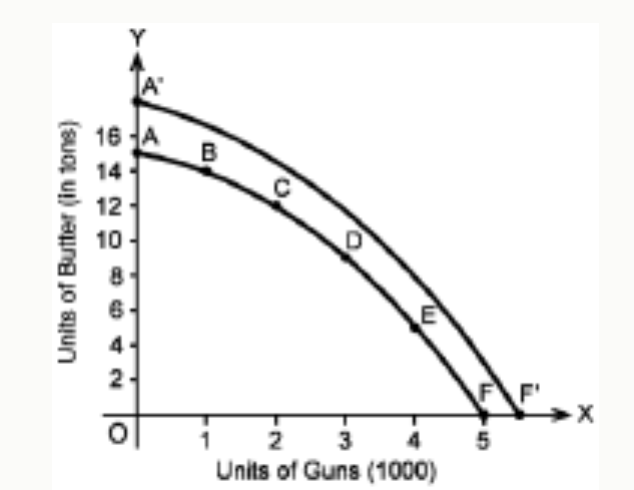 Y
A'
A
B
C
D
E
F
F'
X
O
16
14
12
10
8
6
4
2
1 2 3 4 5
Units of Butter (in tons)
Units of Guns (1000)